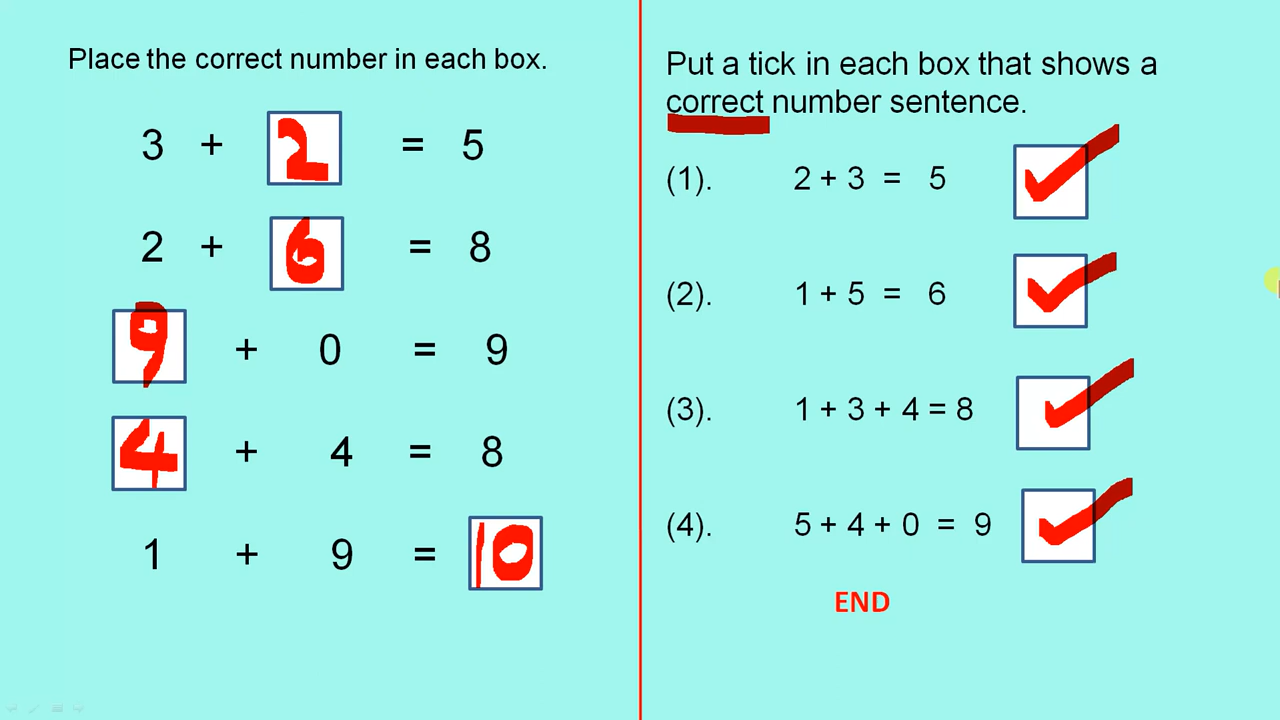 Place the correct number in each box.
3 + 2 = 5
2 + 6 = 8
9 + 0 = 9
4 + 4 = 8
1 + 9 = 10
Put a tick in each box that shows a
correct number sentence.
(1). 2 + 3 = 5 ✓
(2). 1 + 5 = 6 ✓
(3). 1 + 3 + 4 = 8 ✓
(4). 5 + 4 + 0 = 9 ✓
END